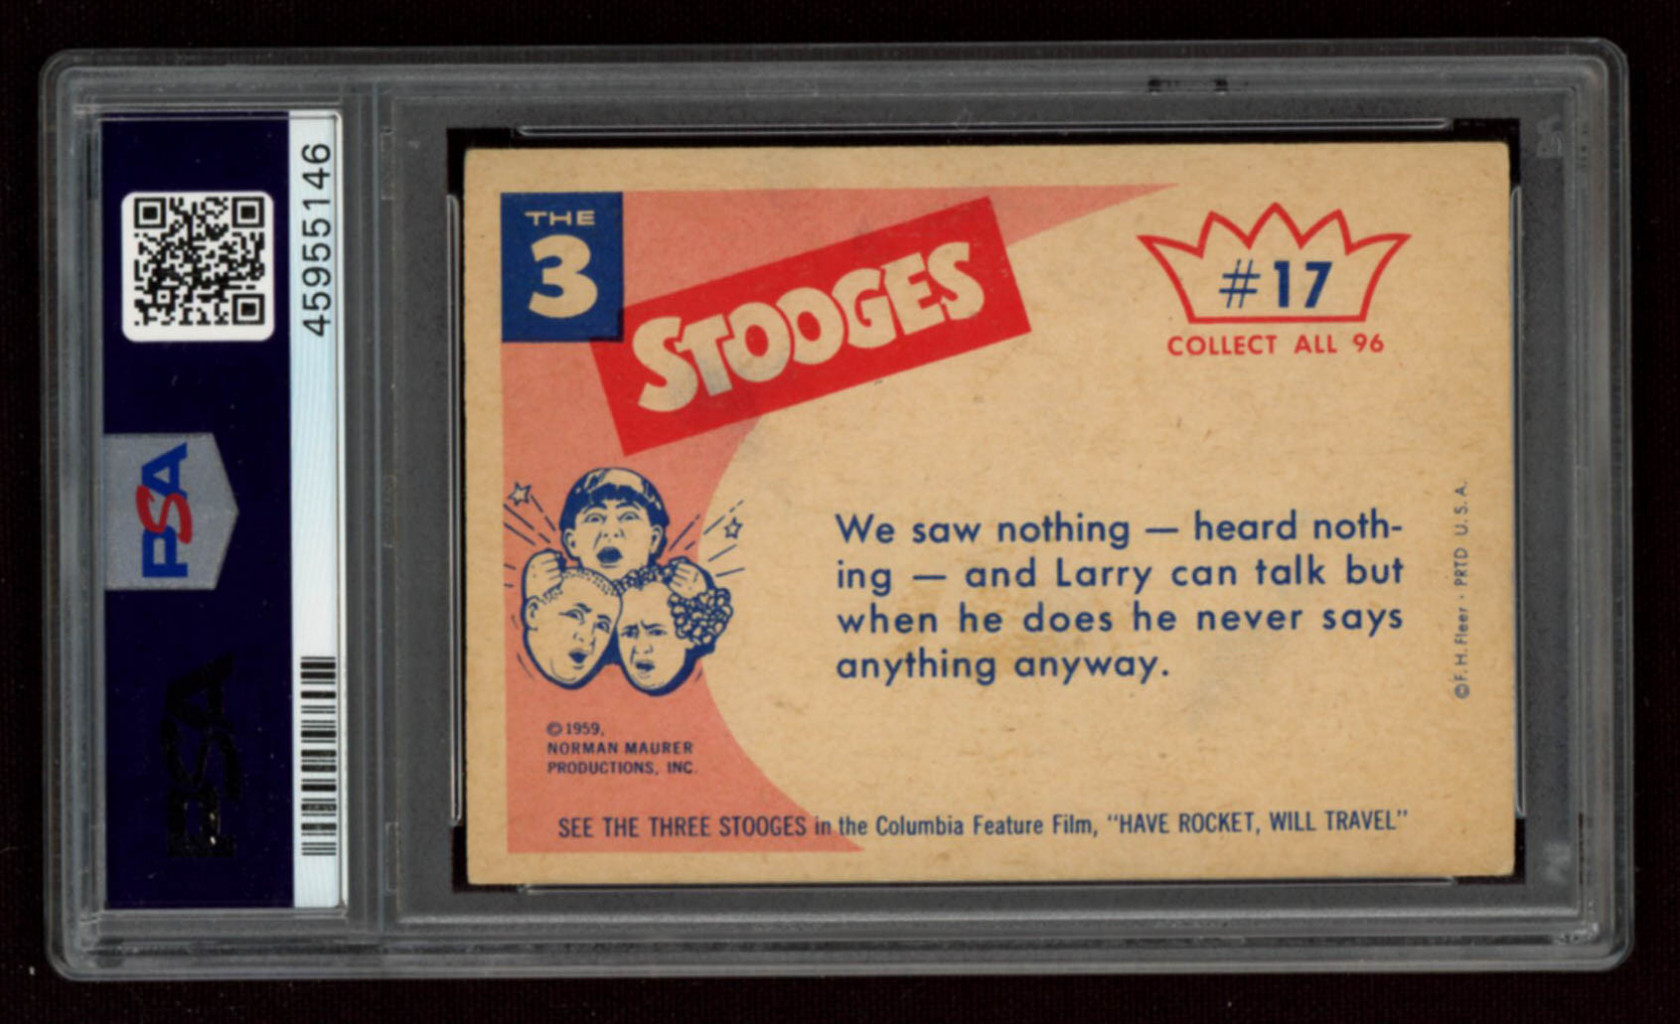 45955146
PSA
PSA
THE
3
STOOGES
#17
COLLECT ALL 96
We saw nothing — heard noth-
ing — and Larry can talk but
when he does he never says
anything anyway.
©F. H. Fleer · PRTD U. S. A.
©1959,
NORMAN MAURER
PRODUCTIONS, INC.
SEE THE THREE STOOGES in the Columbia Feature Film, "HAVE ROCKET, WILL TRAVEL"